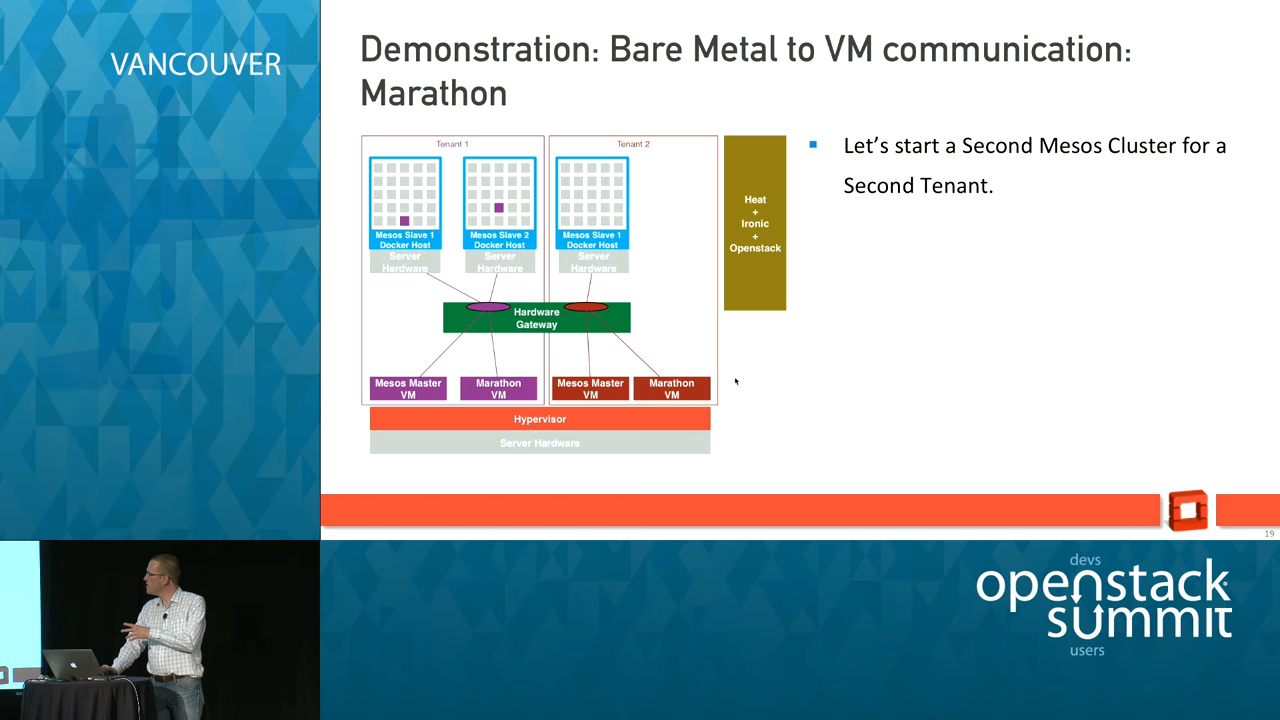 VANCOUVER
Demonstration: Bare Metal to VM communication:
Marathon
Tenant 1
Tenant 2
Mesos Slave 1
Docker Host
Mesos Slave 2
Docker Host
Mesos Slave 1
Docker Host
Server
Hardware
Server
Hardware
Server
Hardware
Hardware
Gateway
Mesos Master
VM
Marathon
VM
Mesos Master
VM
Marathon
VM
Hypervisor
Server Hardware
Heat
+
Ironic
+
Openstack
Let’s start a Second Mesos Cluster for a
Second Tenant.
19
devs
openstack
summit
users